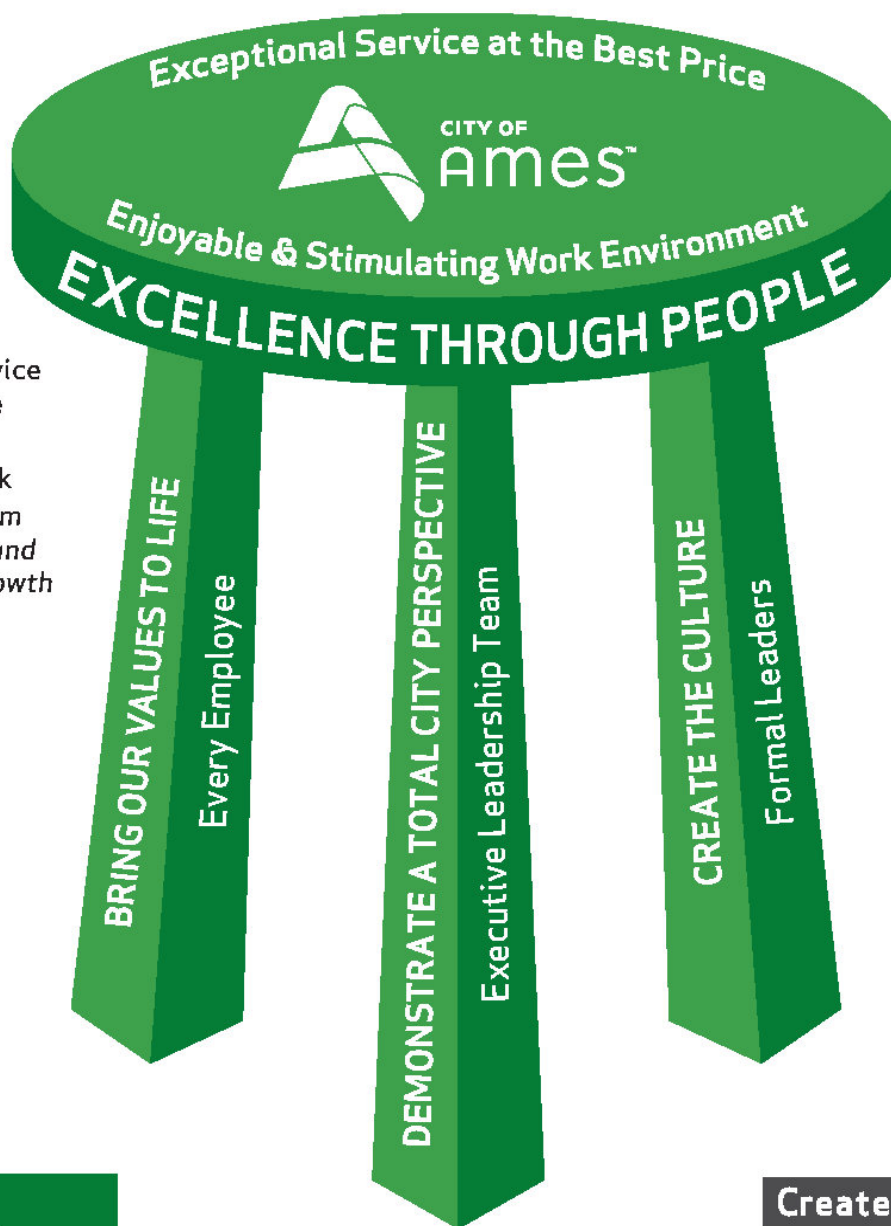 Exceptional Service at the Best Price
CITY OF
Ames™
Enjoyable & Stimulating Work Environment
EXCELLENCE THROUGH PEOPLE
BRING OUR VALUES TO LIFE
Every Employee
DEMONSTRATE A TOTAL CITY PERSPECTIVE
Executive Leadership Team
CREATE THE CULTURE
Formal Leaders
Create